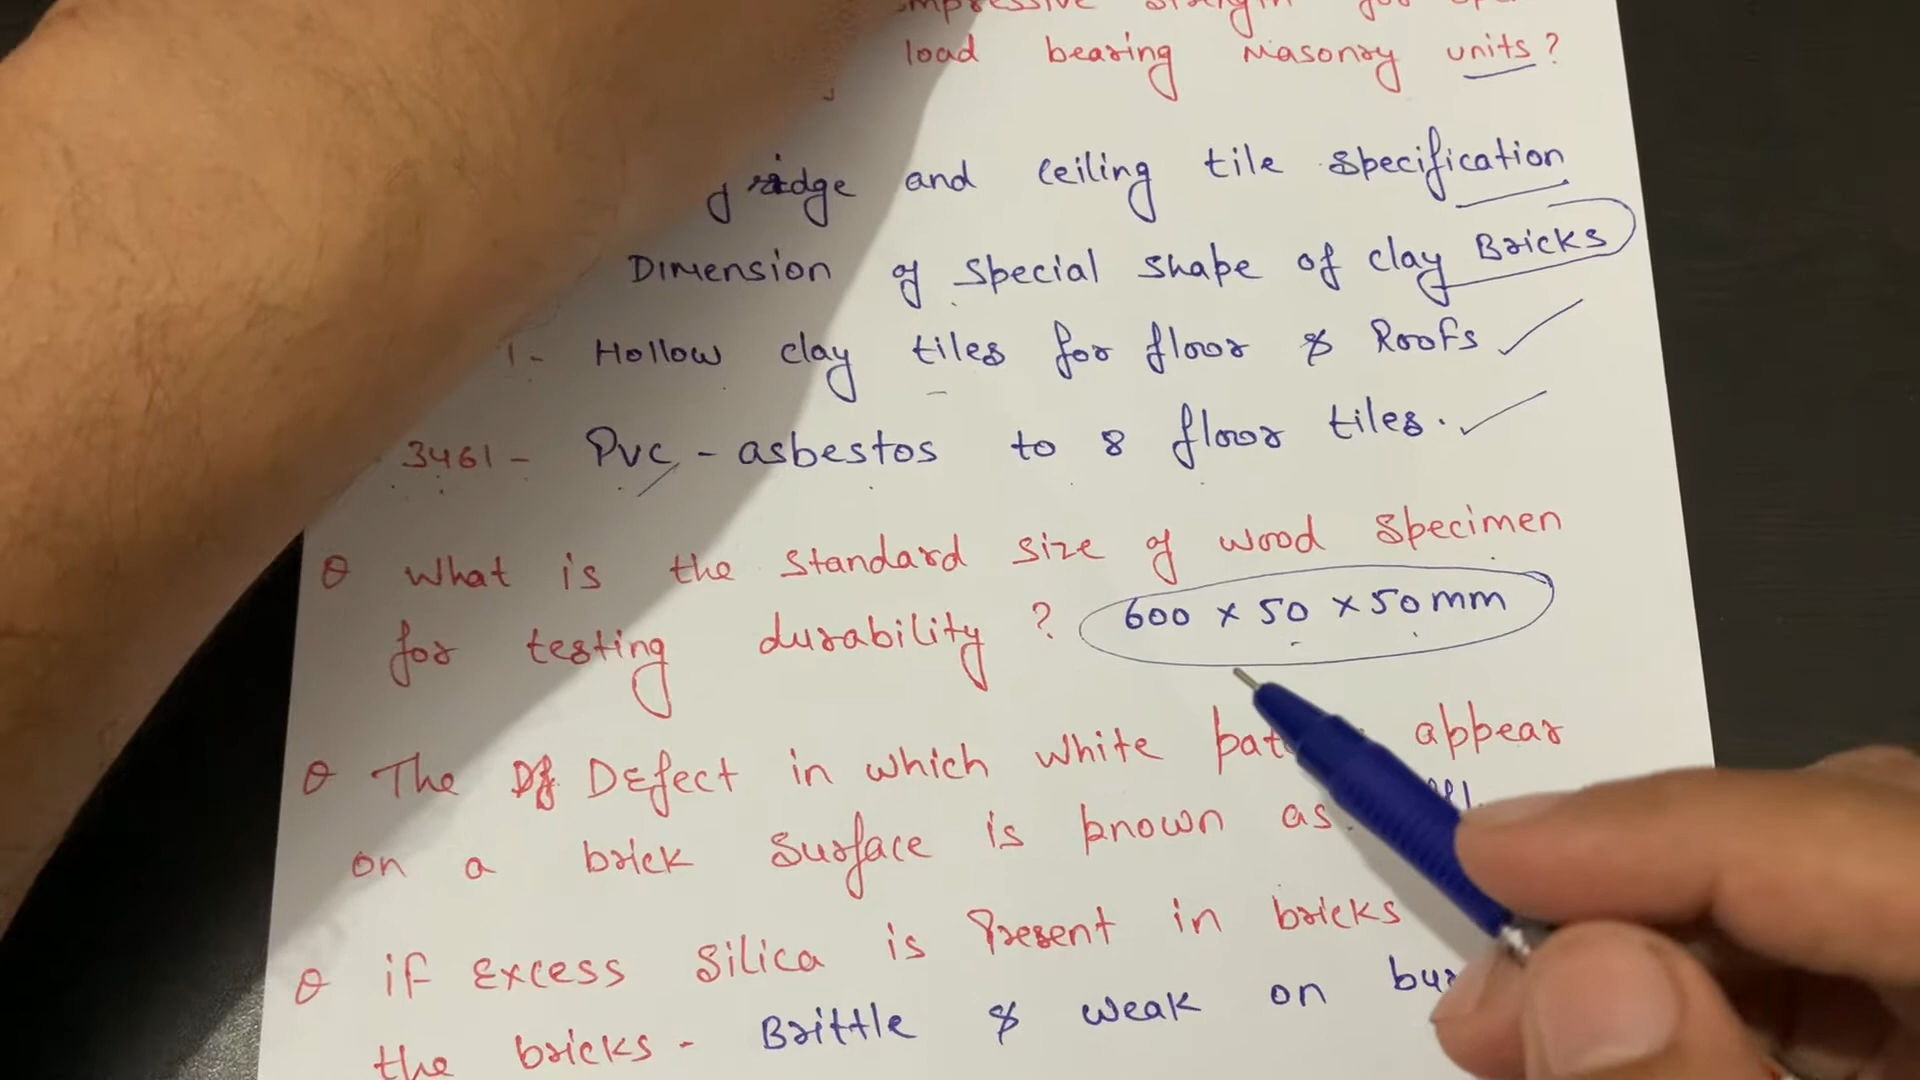 load bearing Masonry units?
ridge and Ceiling tile specification
Dimension of special shape of clay Bricks
1- Hollow clay tiles for floor & Roofs
3461 - PVC - asbestos to 8 floor tiles.
Q What is the standard size of wood specimen
for testing durability? 600 x 50 x 50mm
Q The Defect in which white appear
on a brick surface is known as.
Q if Excess silica is Present in bricks
the bricks - Brittle & weak on